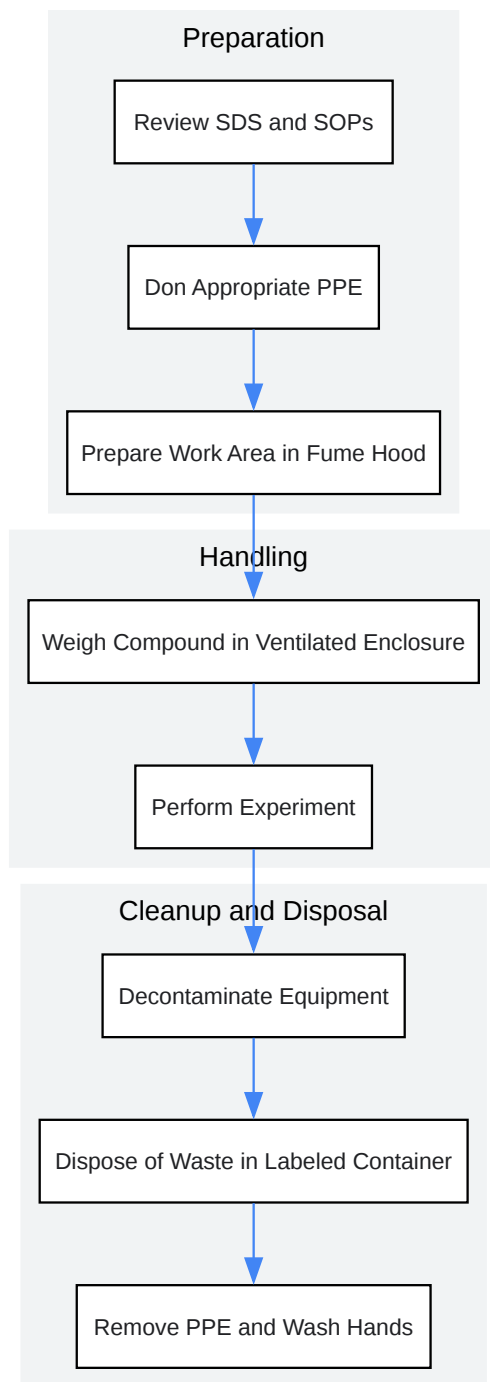 Preparation
Review SDS and SOPs
Don Appropriate PPE
Prepare Work Area in Fume Hood
Handling
Weigh Compound in Ventilated Enclosure
Perform Experiment
Cleanup and Disposal
Decontaminate Equipment
Dispose of Waste in Labeled Container
Remove PPE and Wash Hands